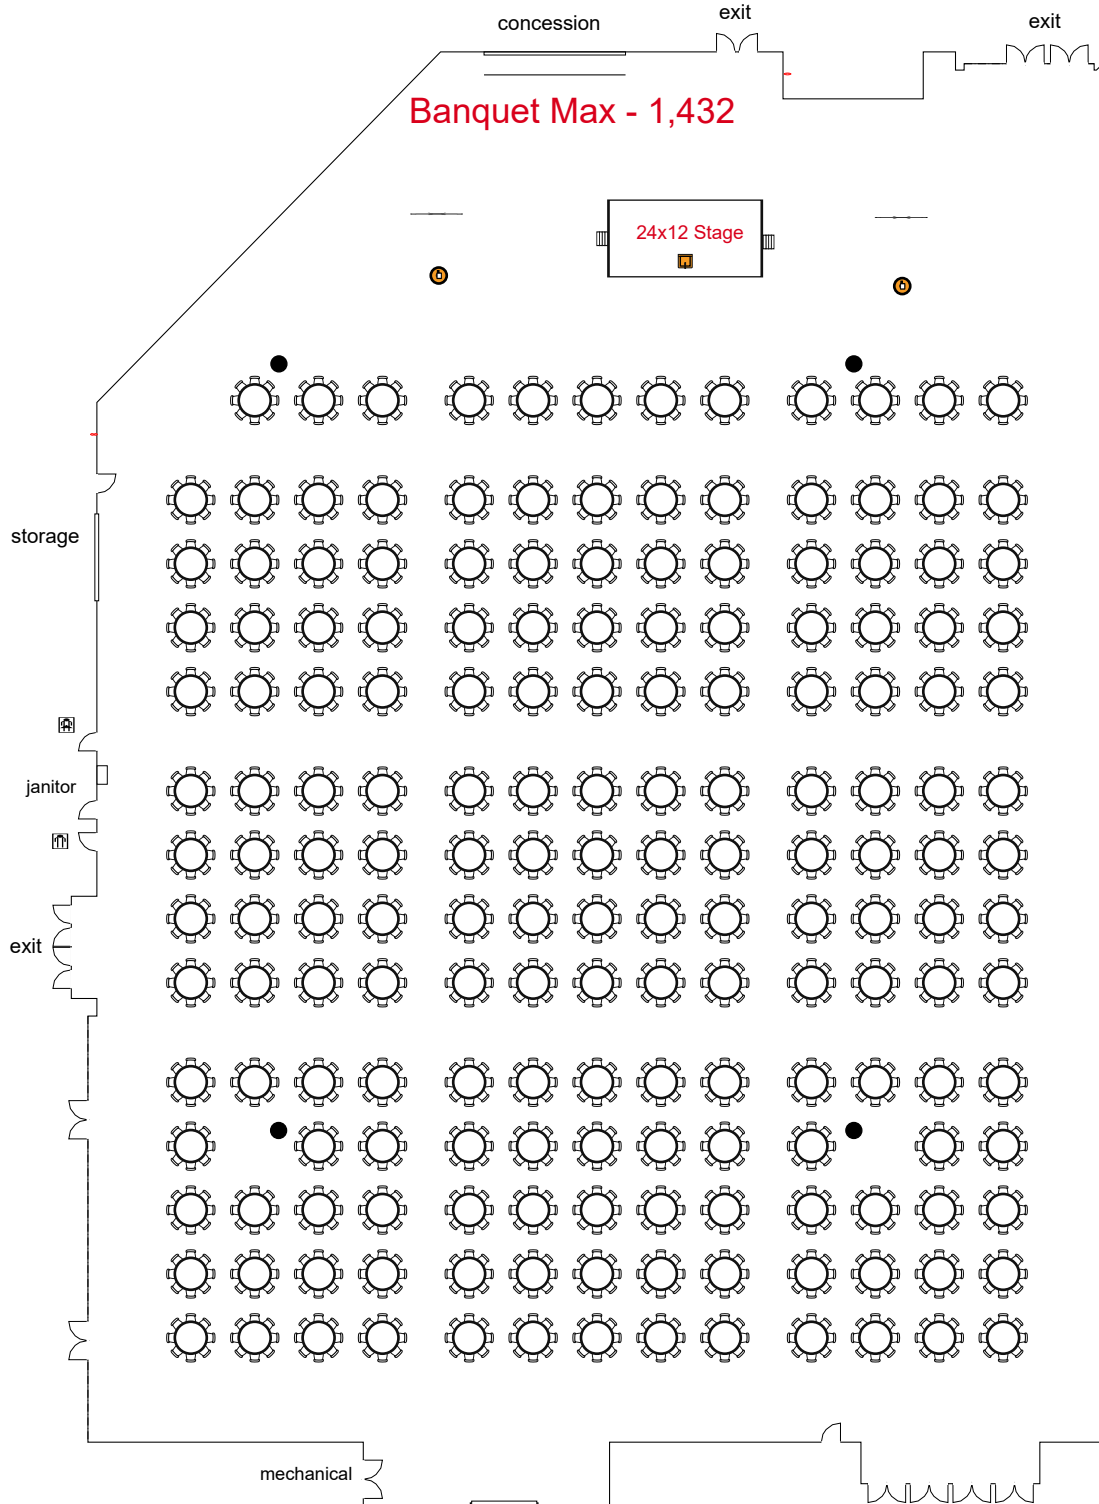 concession
exit
exit
Banquet Max - 1,432
24x12 Stage
storage
janitor
exit
mechanical